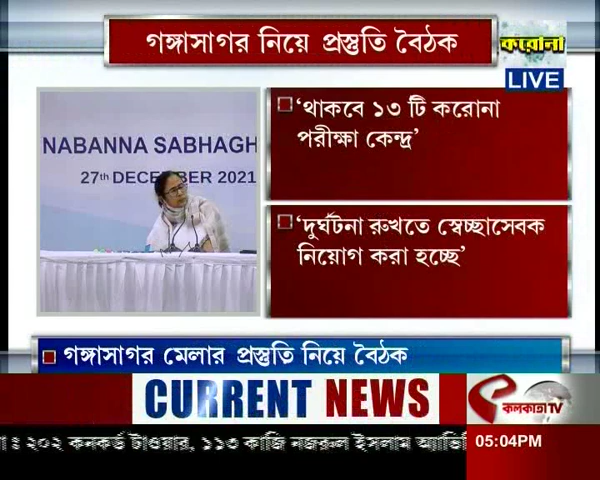 গঙ্গাসাগর নিয়ে প্রস্তুতি বৈঠক
করোনা
LIVE
NABANNA SABHAGH
27th DECEMBER 2021
‘থাকবে ১৩ টি করোনা
পরীক্ষা কেন্দ্র’
‘দুর্ঘটনা রুখতে স্বেচ্ছাসেবক
নিয়োগ করা হচ্ছে’
গঙ্গাসাগর মেলার প্রস্তুতি নিয়ে বৈঠক
CURRENT NEWS
কলকাতা TV
ঃ ২০২ কনকর্ড টাওয়ার, ১১৩ কাজি নজরুল ইসলাম অ্যাভি
05:04PM